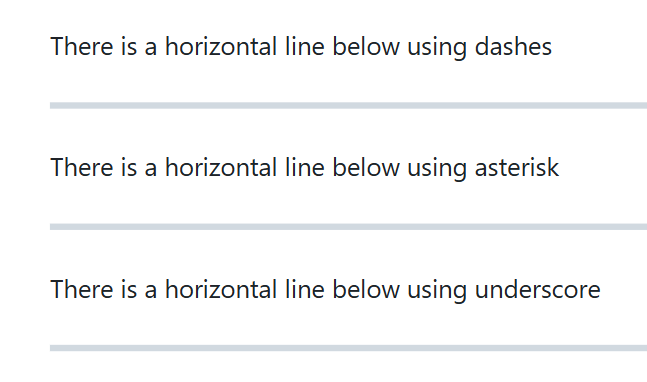 There is a horizontal line below using dashes
There is a horizontal line below using asterisk
There is a horizontal line below using underscore